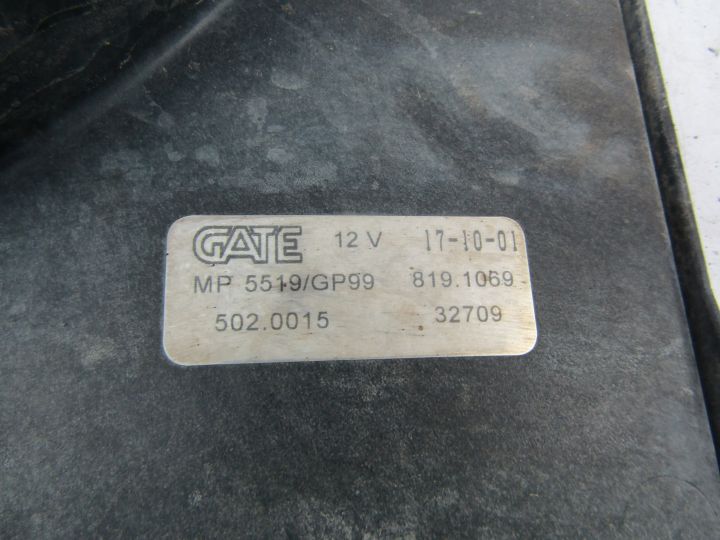 GATE 12 V 17-10-01
MP 5519/GP99 819.1069
502.0015 32709